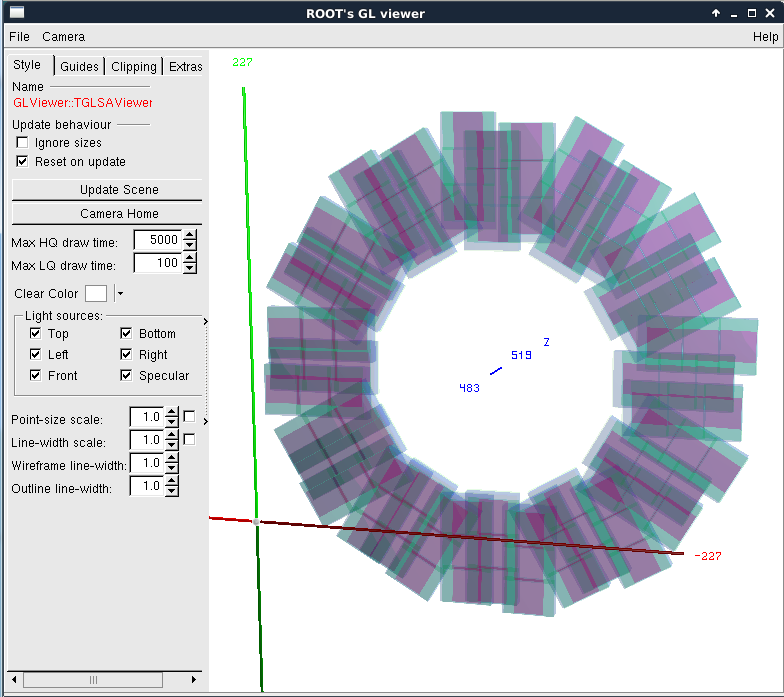 ROOT's GL viewer
File Camera Help
Style Guides Clipping Extras
Name
GLViewer::TGLSAViewer
Update behaviour
Ignore sizes
Reset on update
Update Scene
Camera Home
Max HQ draw time: 5000
Max LQ draw time: 100
Clear Color
Light sources:
Top Bottom
Left Right
Front Specular
Point-size scale: 1.0
Line-width scale: 1.0
Wireframe line-width: 1.0
Outline line-width: 1.0
227
Z
519
483
-227